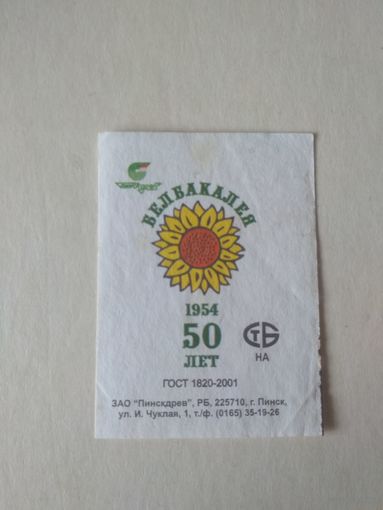 БЕЛБАКАЛЕЯ
1954
50
ЛЕТ
СТБ
НА
ГОСТ 1820-2001
ЗАО "Пинскдрев", РБ, 225710, г. Пинск,
ул. И. Чуклая, 1, т./ф. (0165) 35-19-26